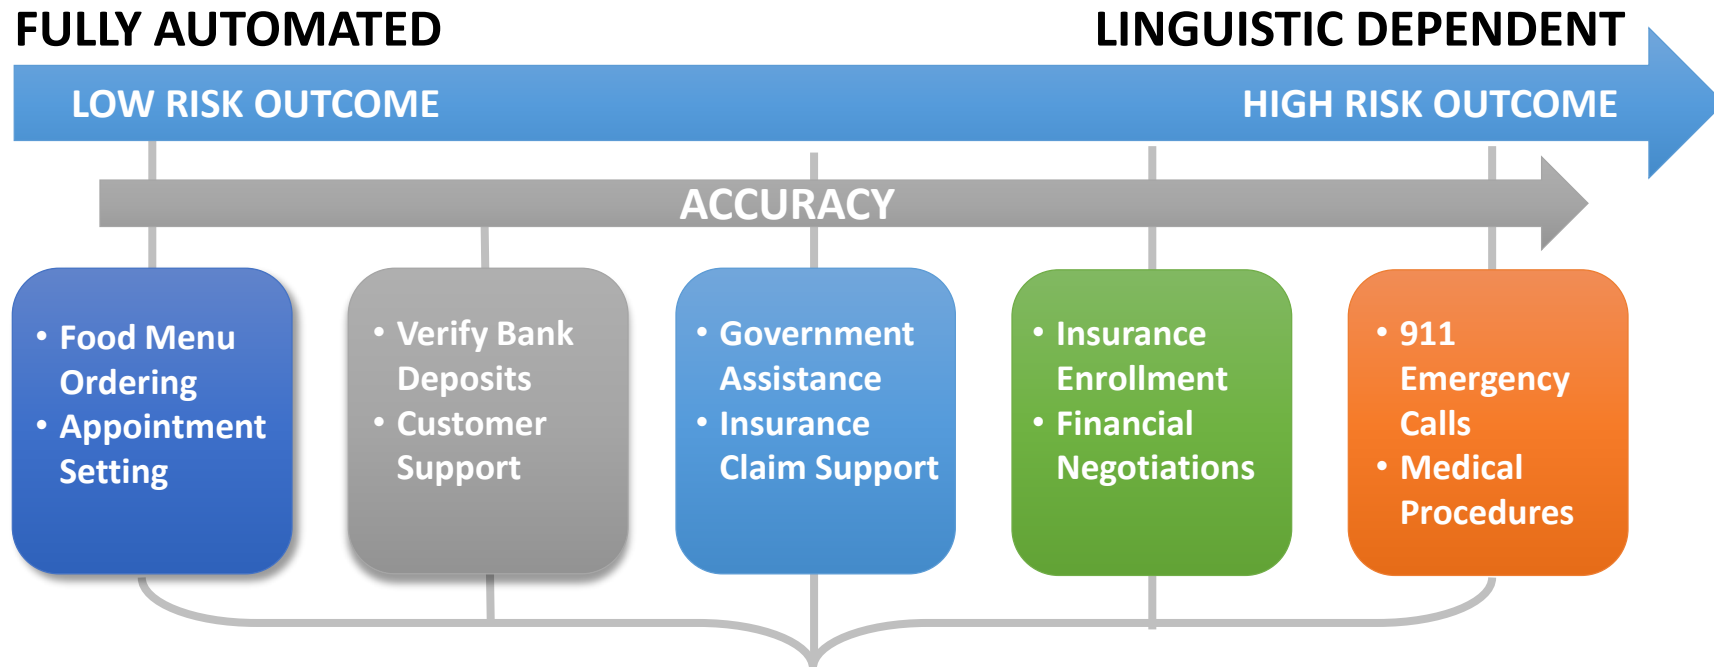 FULLY AUTOMATED
LINGUISTIC DEPENDENT
LOW RISK OUTCOME
HIGH RISK OUTCOME
ACCURACY
• Food Menu
Ordering
• Appointment
Setting
• Verify Bank
Deposits
• Customer
Support
• Government
Assistance
• Insurance
Claim Support
• Insurance
Enrollment
• Financial
Negotiations
• 911
Emergency
Calls
• Medical
Procedures